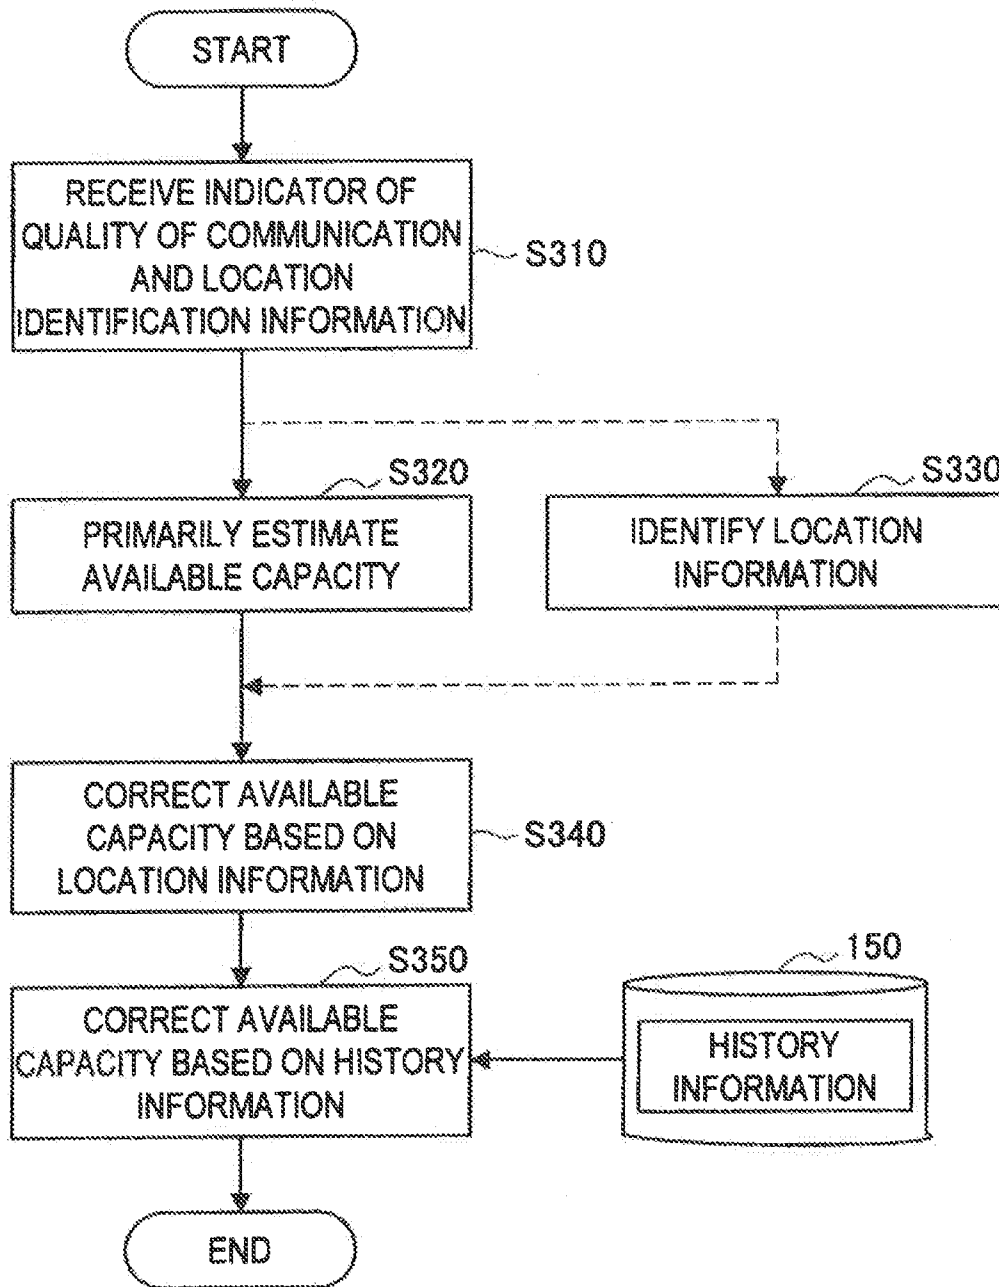 START
RECEIVE INDICATOR OF
QUALITY OF COMMUNICATION
AND LOCATION
IDENTIFICATION INFORMATION
S310
S320
PRIMARILY ESTIMATE
AVAILABLE CAPACITY
S330
IDENTIFY LOCATION
INFORMATION
CORRECT AVAILABLE
CAPACITY BASED ON
LOCATION INFORMATION
S340
S350
CORRECT AVAILABLE
CAPACITY BASED ON HISTORY
INFORMATION
150
HISTORY
INFORMATION
END